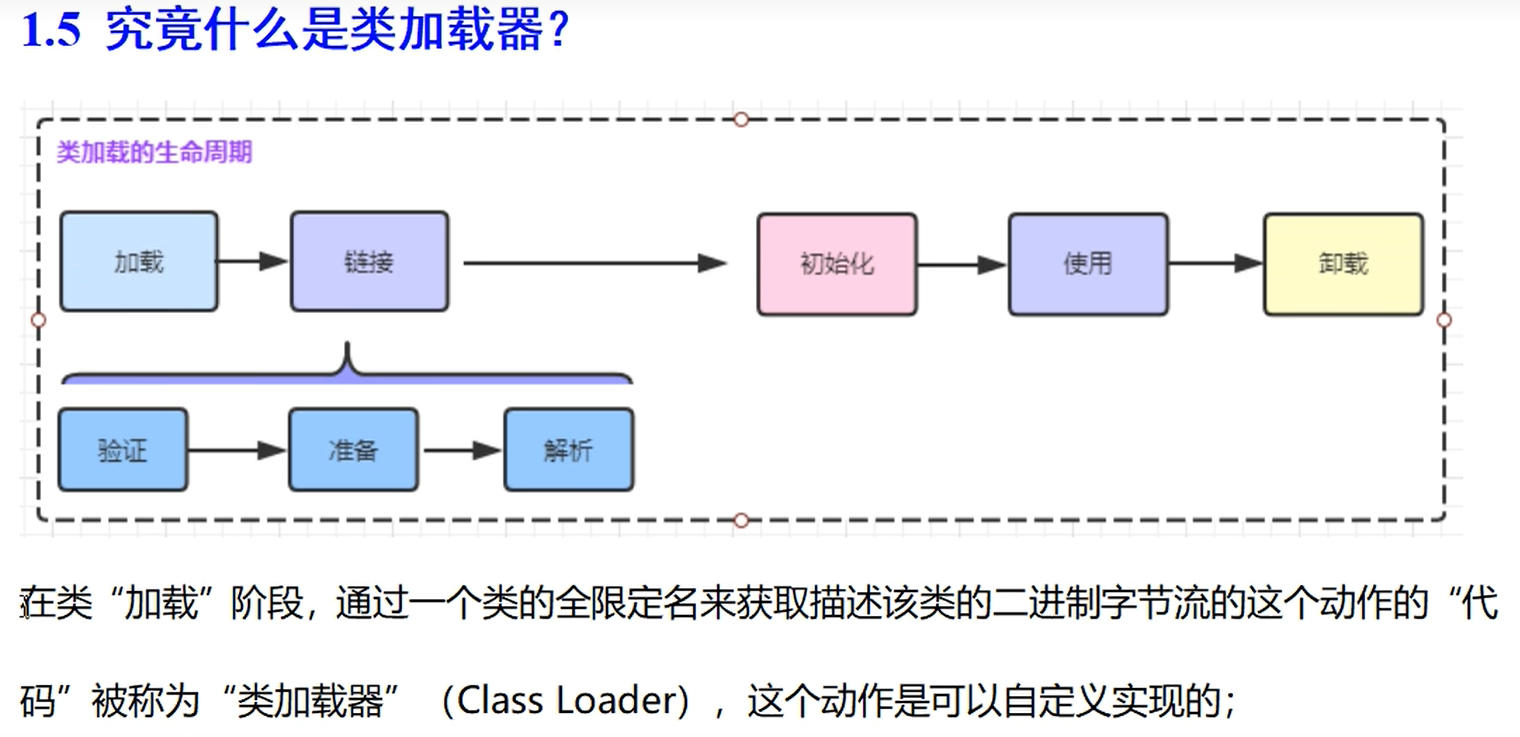 1.5 究竟什么是类加载器？
类加载的生命周期
加载
链接
初始化
使用
卸载
验证
准备
解析
在类“加载”阶段，通过一个类的全限定名来获取描述该类的二进制字节流的这个动作的“代
码”被称为“类加载器”（Class Loader），这个动作是可以自定义实现的；